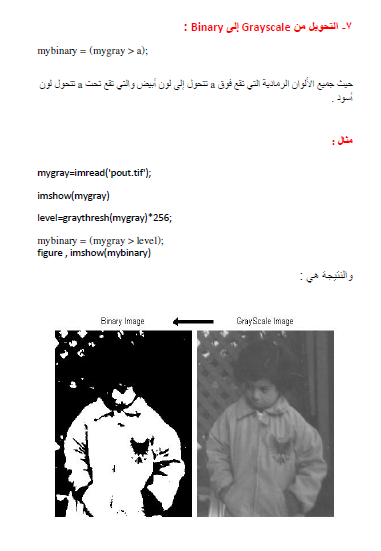 ٧- التحويل من Grayscale إلى Binary :
mybinary = (mygray > a);
حيث جميع الألوان الرمادية التي تقع فوق a تتحول إلى لون أبيض والتي تقع تحت a تتحول لون
أسود .
مثال :
mygray=imread('pout.tif');
imshow(mygray)
level=graythresh(mygray)*256;
mybinary = (mygray > level);
figure , imshow(mybinary)
والنتيجة هي :
Binary Image
GrayScale Image